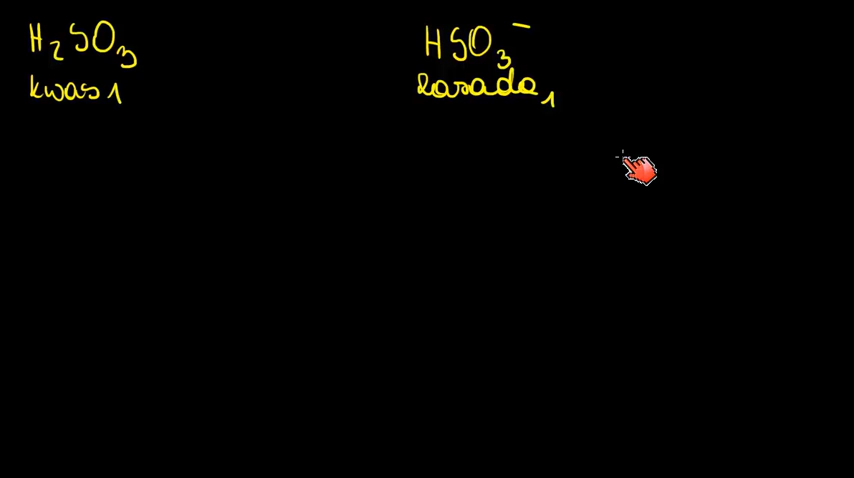 H₂SO₃ HSO₃⁻
kwas 1 zasada 1